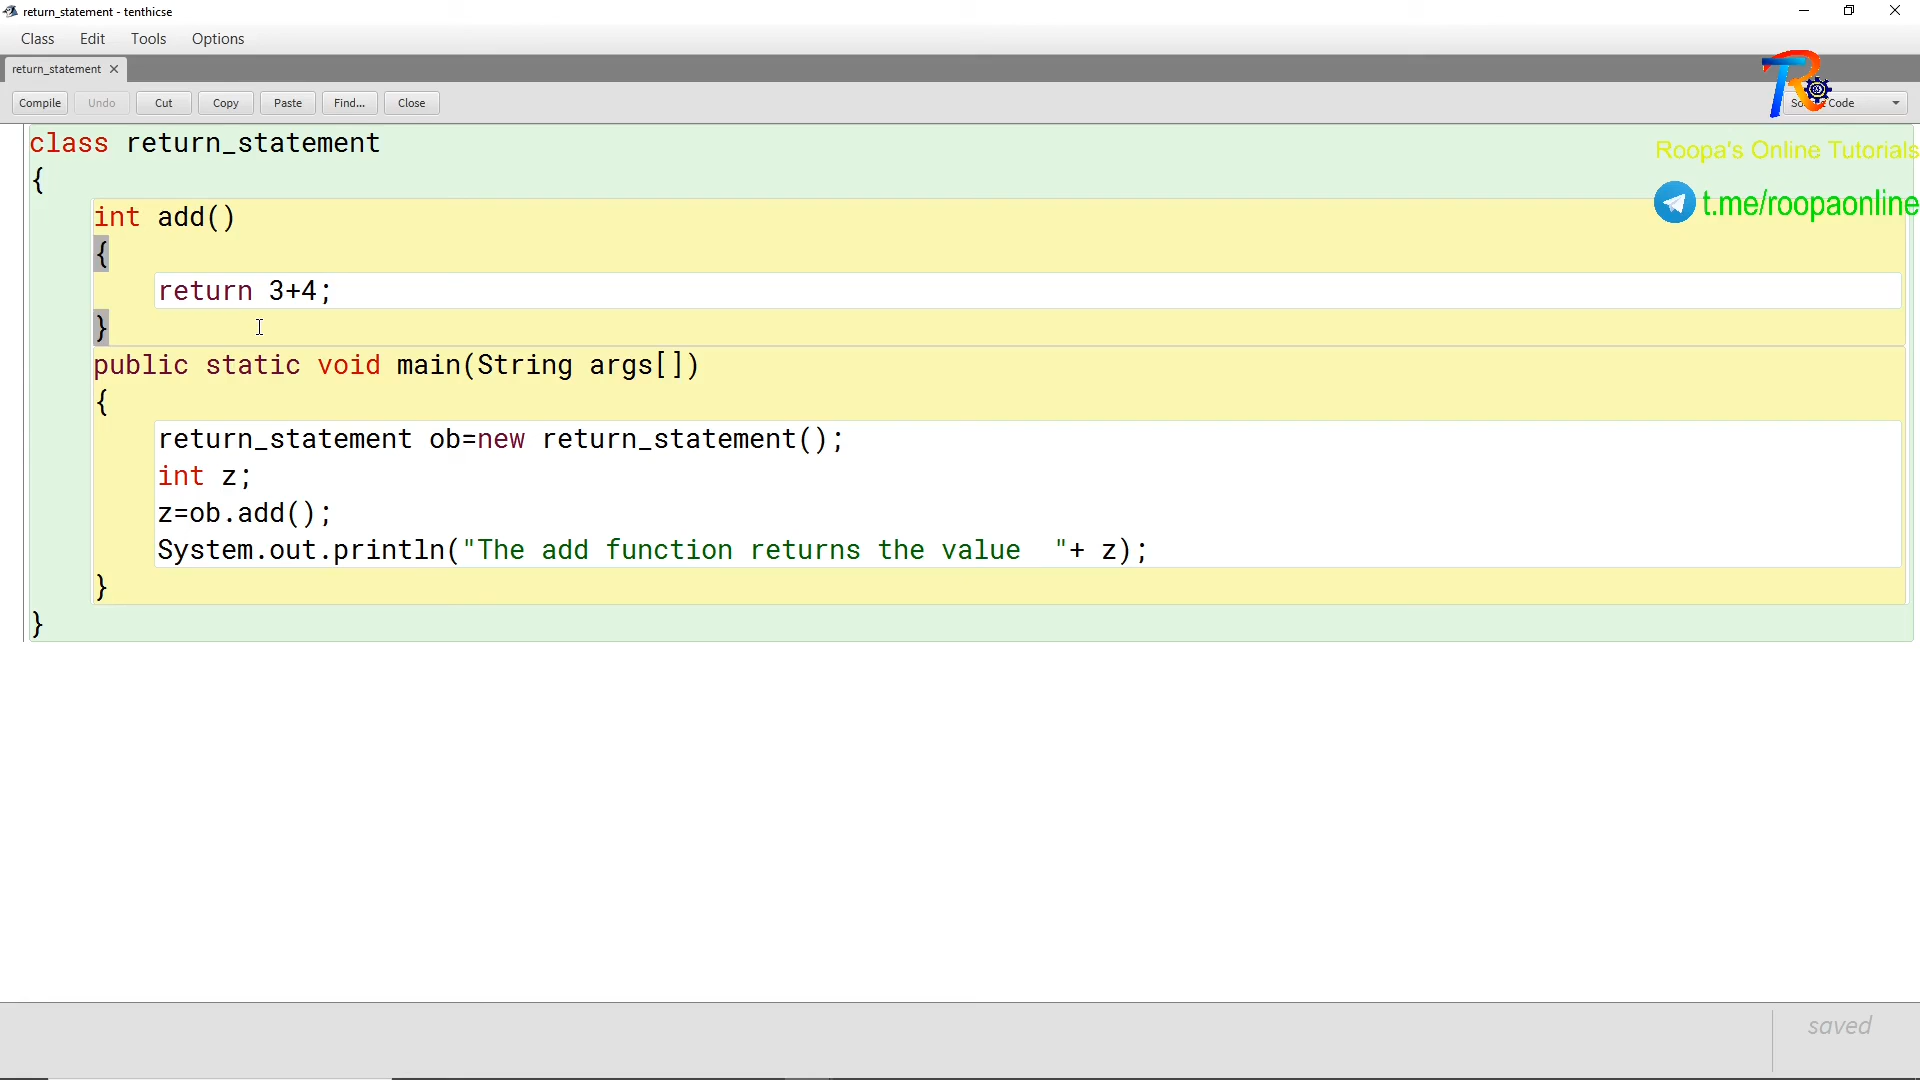 return_statement - tenthicse
Class Edit Tools Options
return_statement
Compile Undo Cut Copy Paste Find... Close Code
class return_statement
Roopa's Online Tutorials
{
t.me/roopaonline
int add()
{
return 3+4;
}
public static void main(String args[])
{
return_statement ob=new return_statement();
int z;
z=ob.add();
System.out.println("The add function returns the value  "+ z);
}
}
saved